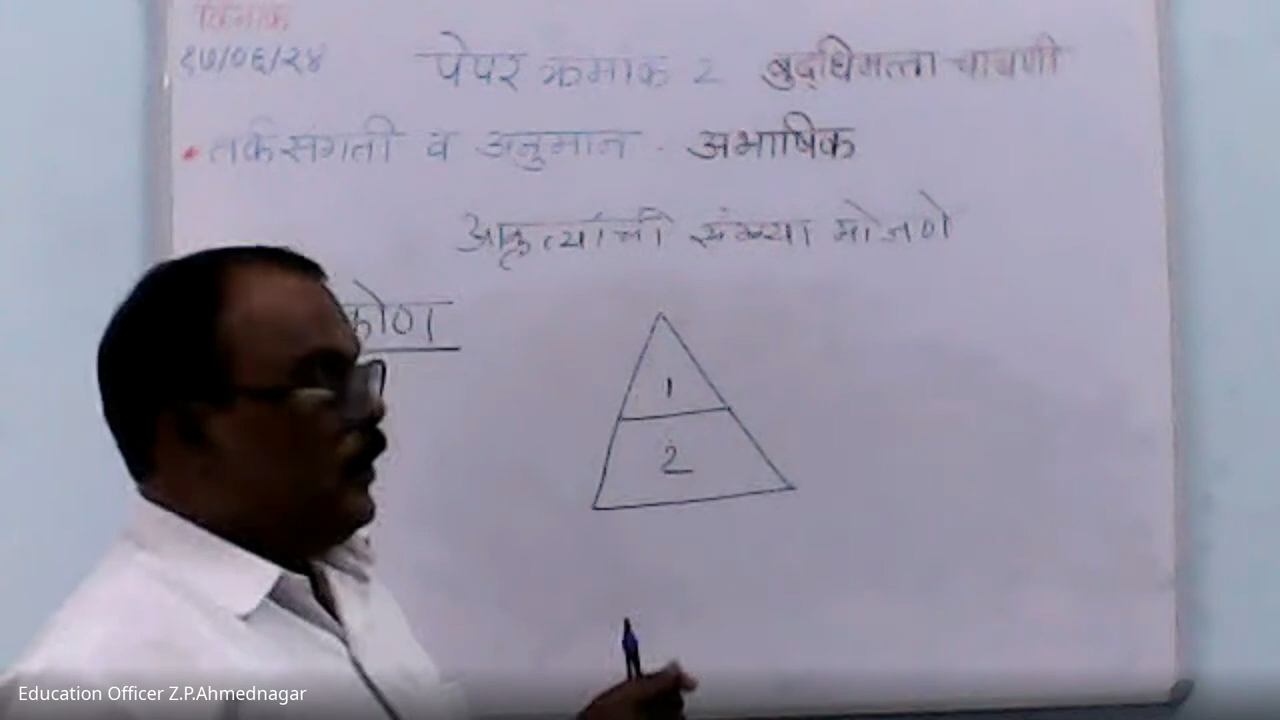 दिनांक
१७/०६/२४
पेपर क्रमांक 2 बुद्धिमत्ता चाचणी
तर्कसंगती व अनुमान . अभाषिक
आकृत्यांची संख्या मोजणे
कोण
1
2
Education Officer Z.P.Ahmednagar